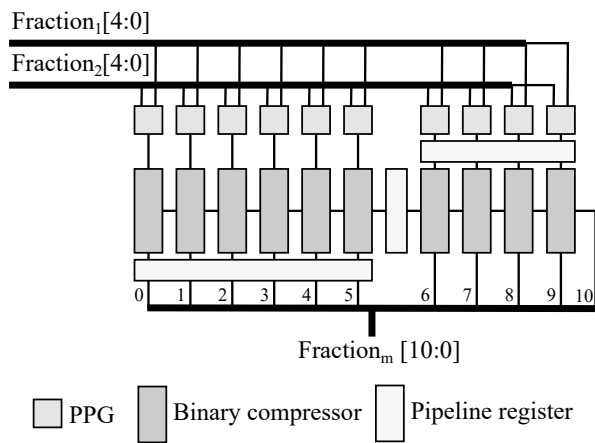 Fraction₁[4:0]
Fraction₂[4:0]
0 1 2 3 4 5 6 7 8 9 10
Fractionₘ [10:0]
PPG Binary compressor Pipeline register